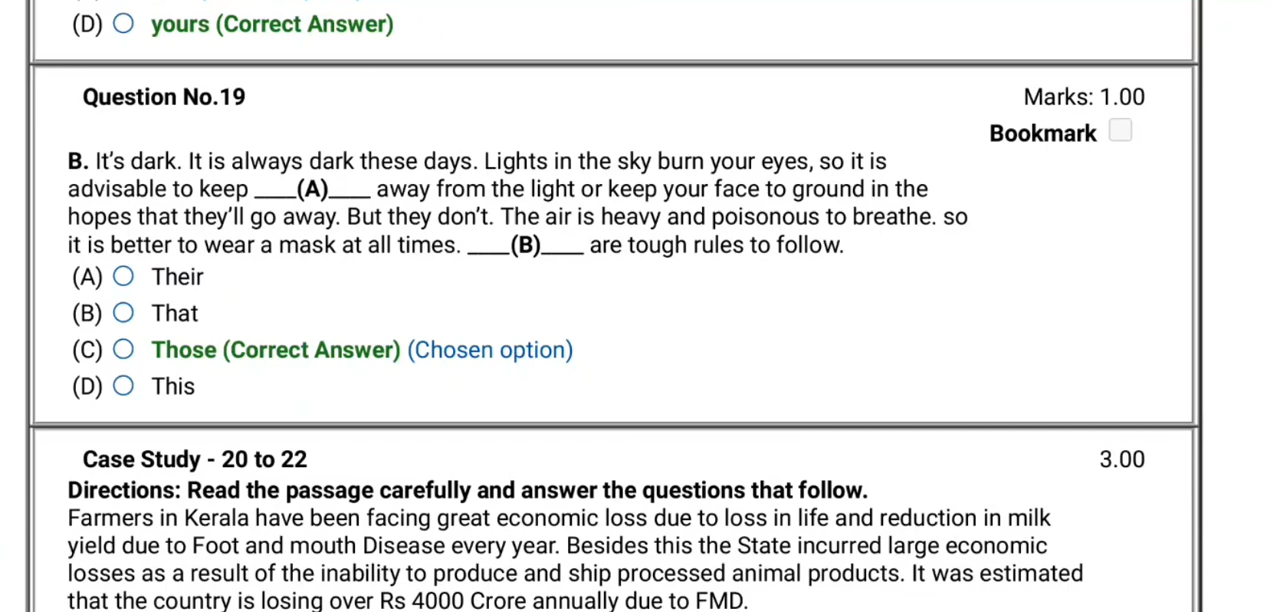 (D) yours (Correct Answer)
Question No.19 Marks: 1.00
Bookmark
B. It's dark. It is always dark these days. Lights in the sky burn your eyes, so it is
advisable to keep ____(A)____ away from the light or keep your face to ground in the
hopes that they'll go away. But they don't. The air is heavy and poisonous to breathe. so
it is better to wear a mask at all times. ____(B)____ are tough rules to follow.
(A) Their
(B) That
(C) Those (Correct Answer) (Chosen option)
(D) This
Case Study - 20 to 22 3.00
Directions: Read the passage carefully and answer the questions that follow.
Farmers in Kerala have been facing great economic loss due to loss in life and reduction in milk
yield due to Foot and mouth Disease every year. Besides this the State incurred large economic
losses as a result of the inability to produce and ship processed animal products. It was estimated
that the country is losing over Rs 4000 Crore annually due to FMD.